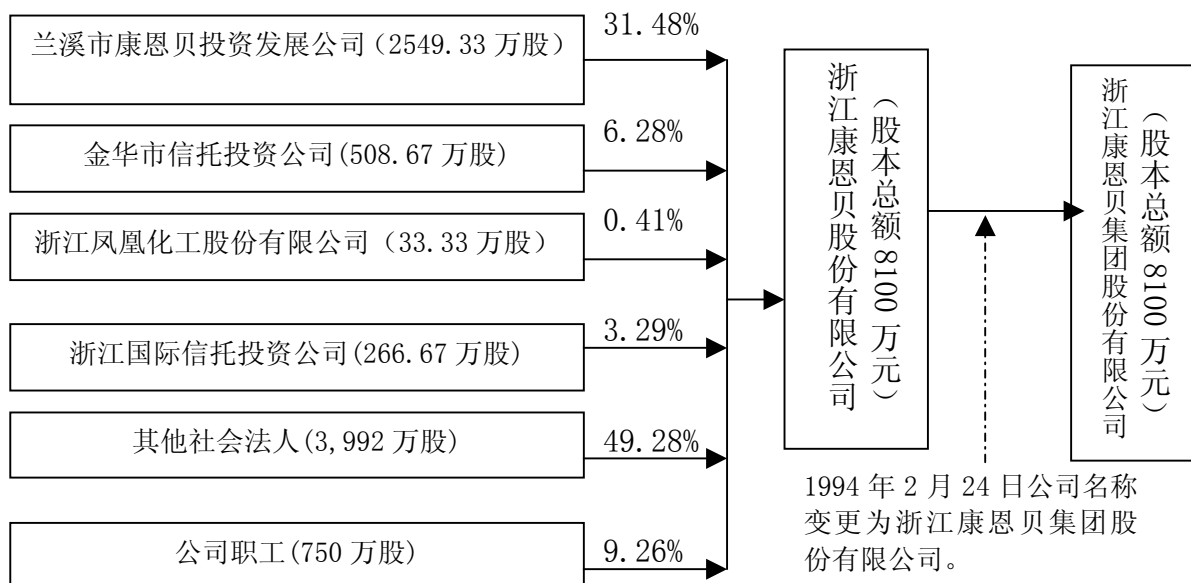 兰溪市康恩贝投资发展公司（2549.33 万股）
31.48%
金华市信托投资公司(508.67 万股)
6.28%
浙江凤凰化工股份有限公司（33.33 万股）
0.41%
浙江国际信托投资公司(266.67 万股)
3.29%
其他社会法人(3,992 万股)
49.28%
公司职工(750 万股)
9.26%
浙江康恩贝股份有限公司
（股本总额 8100 万元）
浙江康恩贝集团股份有限公司
（股本总额 8100 万元）
1994 年 2 月 24 日公司名称
变更为浙江康恩贝集团股
份有限公司。